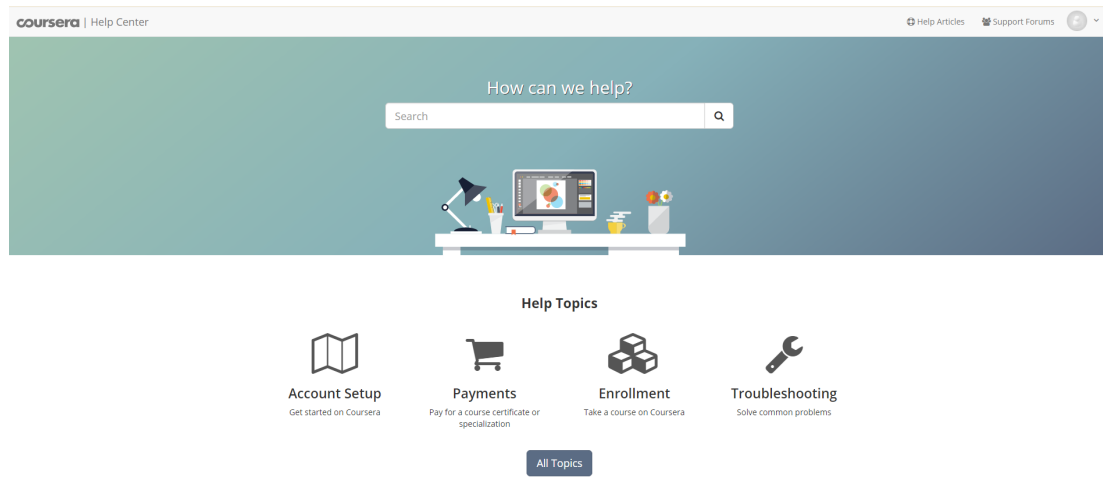 coursera | Help Center
Help Articles
Support Forums
How can we help?
Search
Help Topics
Account Setup
Get started on Coursera
Payments
Pay for a course certificate or
specialization
Enrollment
Take a course on Coursera
Troubleshooting
Solve common problems
All Topics